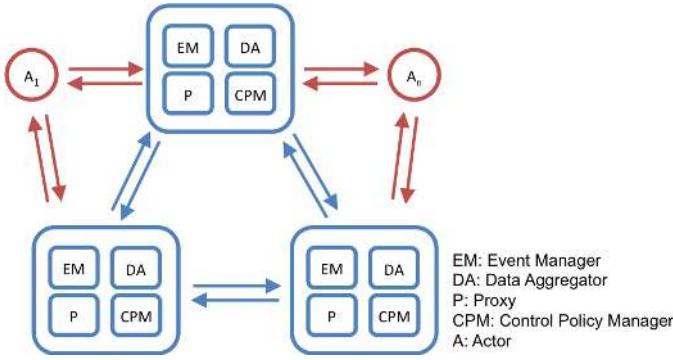 EM DA
A1 An
P CPM
EM DA EM DA
P CPM P CPM
EM: Event Manager
DA: Data Aggregator
P: Proxy
CPM: Control Policy Manager
A: Actor